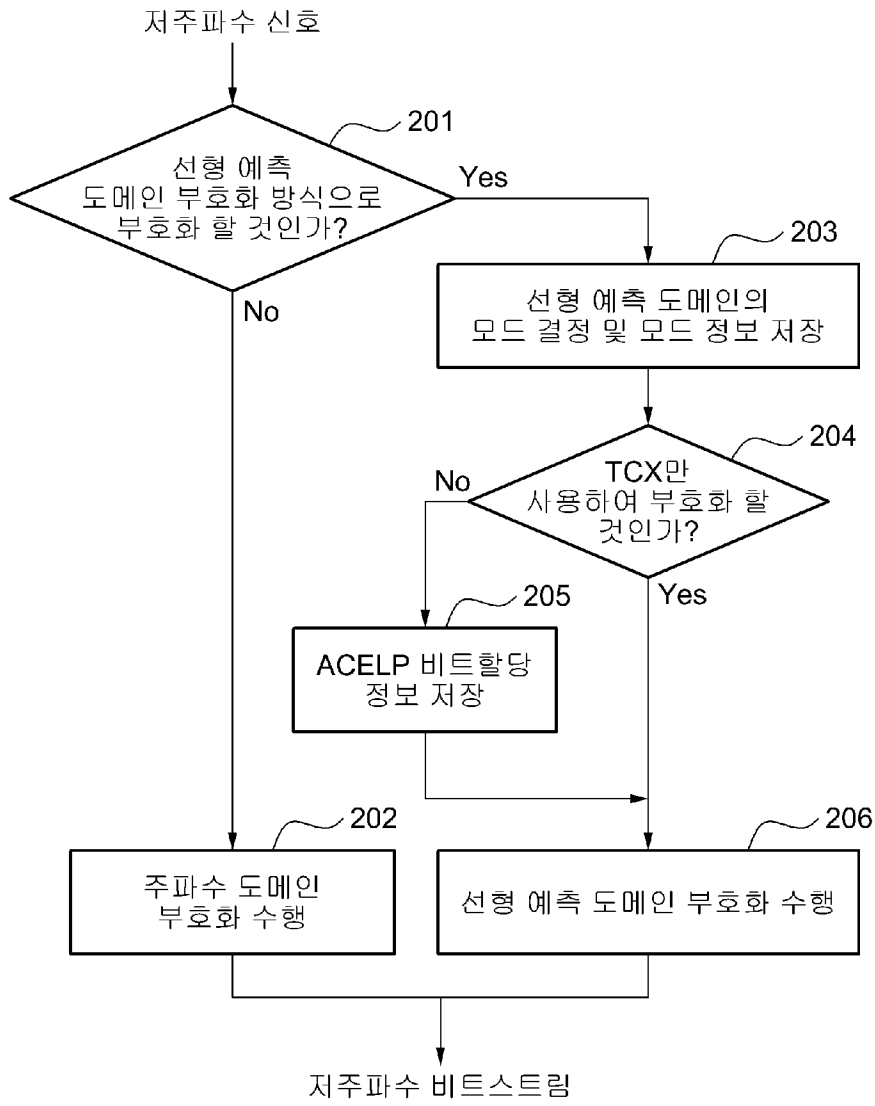 저주파수 신호
201
선형 예측
도메인 부호화 방식으로
부호화 할 것인가?
Yes
No
203
선형 예측 도메인의
모드 결정 및 모드 정보 저장
204
TCX만
사용하여 부호화 할
것인가?
No
Yes
205
ACELP 비트할당
정보 저장
202
주파수 도메인
부호화 수행
206
선형 예측 도메인 부호화 수행
저주파수 비트스트림